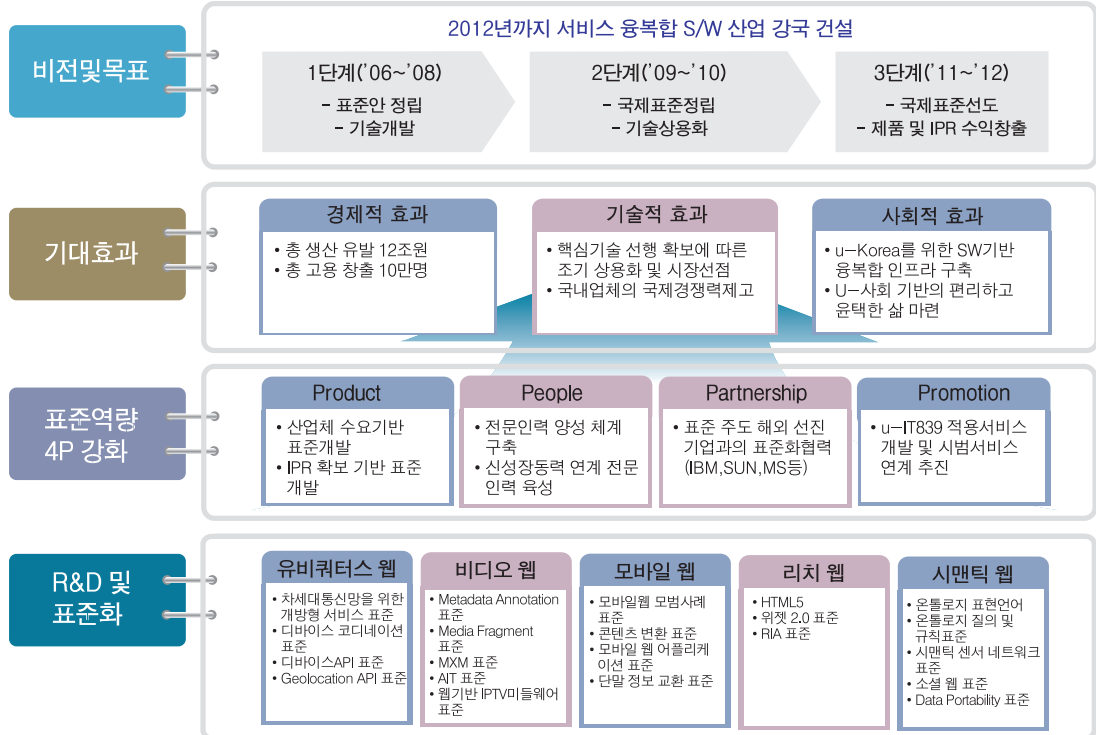 비전및목표
2012년까지 서비스 융복합 S/W 산업 강국 건설
1단계('06~'08)
- 표준안 정립
- 기술개발
2단계('09~'10)
- 국제표준정립
- 기술상용화
3단계('11~'12)
- 국제표준선도
- 제품 및 IPR 수익창출
기대효과
경제적 효과
• 총 생산 유발 12조원
• 총 고용 창출 10만명
기술적 효과
• 핵심기술 선행 확보에 따른
조기 상용화 및 시장선점
• 국내업체의 국제경쟁력제고
사회적 효과
• u-Korea를 위한 SW기반
융복합 인프라 구축
• U-사회 기반의 편리하고
윤택한 삶 마련
표준역량
4P 강화
Product
• 산업체 수요기반
표준개발
• IPR 확보 기반 표준
개발
People
• 전문인력 양성 체계
구축
• 신성장동력 연계 전문
인력 육성
Partnership
• 표준 주도 해외 선진
기업과의 표준화협력
(IBM,SUN,MS등)
Promotion
• u-IT839 적용서비스
개발 및 시범서비스
연계 추진
R&D 및
표준화
유비쿼터스 웹
• 차세대통신망을 위한
개방형 서비스 표준
• 디바이스 코디네이션
표준
• 디바이스API 표준
• Geolocation API 표준
비디오 웹
• Metadata Annotation
표준
• Media Fragment
표준
• MXM 표준
• AIT 표준
• 웹기반 IPTV미들웨어
표준
모바일 웹
• 모바일웹 모범사례
표준
• 콘텐츠 변환 표준
• 모바일 웹 어플리케
이션 표준
• 단말 정보 교환 표준
리치 웹
• HTML5
• 위젯 2.0 표준
• RIA 표준
시맨틱 웹
• 온톨로지 표현언어
• 온톨로지 질의 및
규칙표준
• 시맨틱 센서 네트워크
표준
• 소셜 웹 표준
• Data Portability 표준